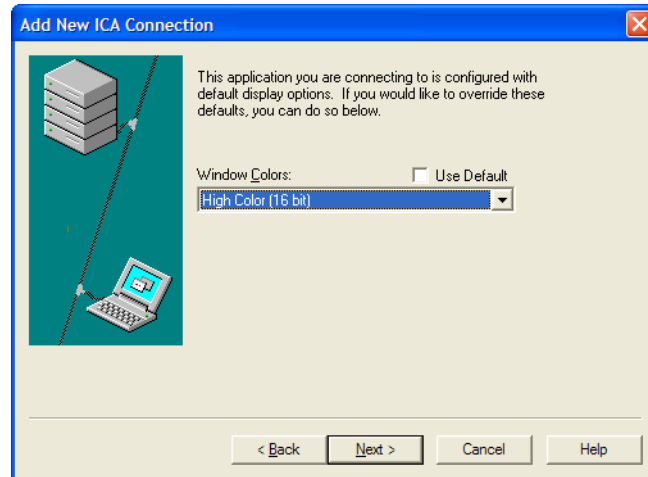 Add New ICA Connection
This application you are connecting to is configured with
default display options. If you would like to override these
defaults, you can do so below.
Window Colors: Use Default
High Color (16 bit)
< Back Next > Cancel Help